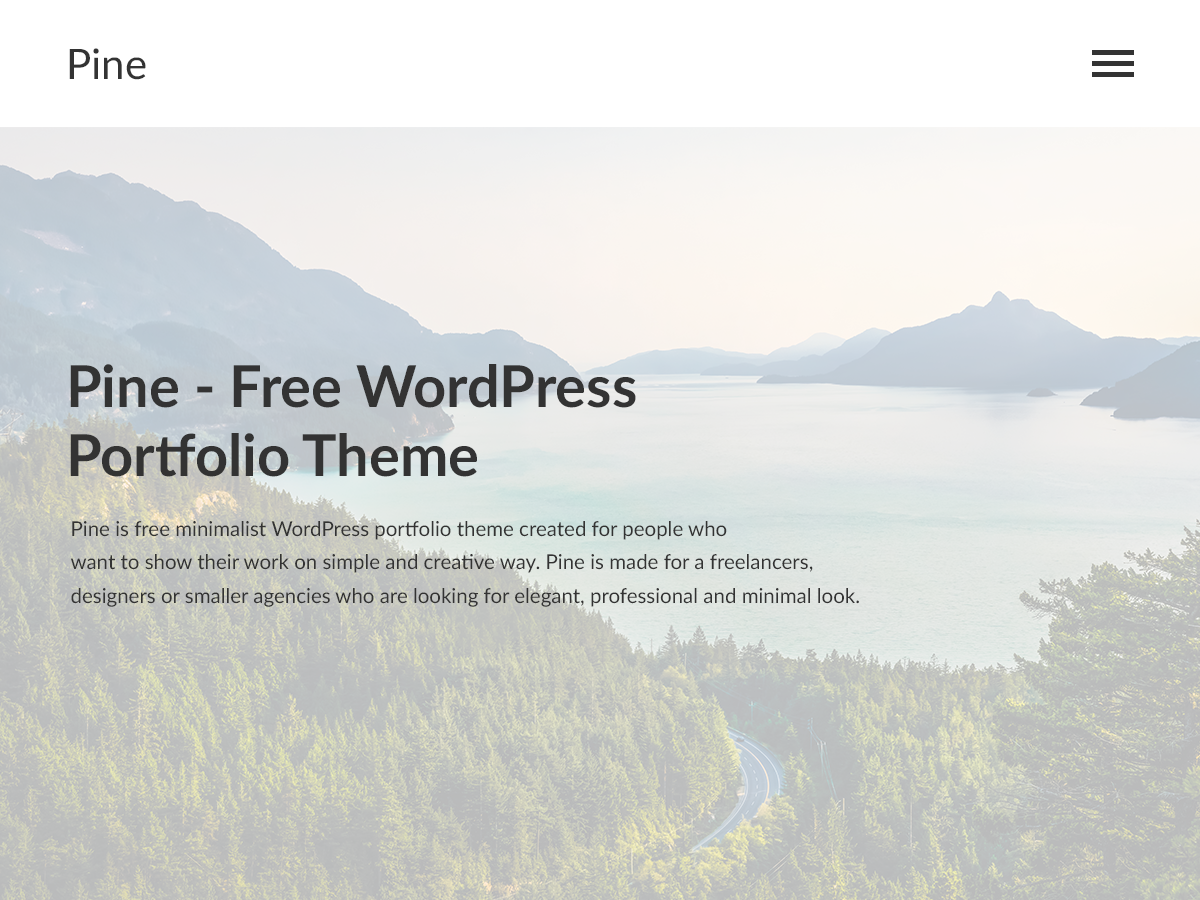 Pine
Pine - Free WordPress
Portfolio Theme
Pine is free minimalist WordPress portfolio theme created for people who
want to show their work on simple and creative way. Pine is made for a freelancers,
designers or smaller agencies who are looking for elegant, professional and minimal look.